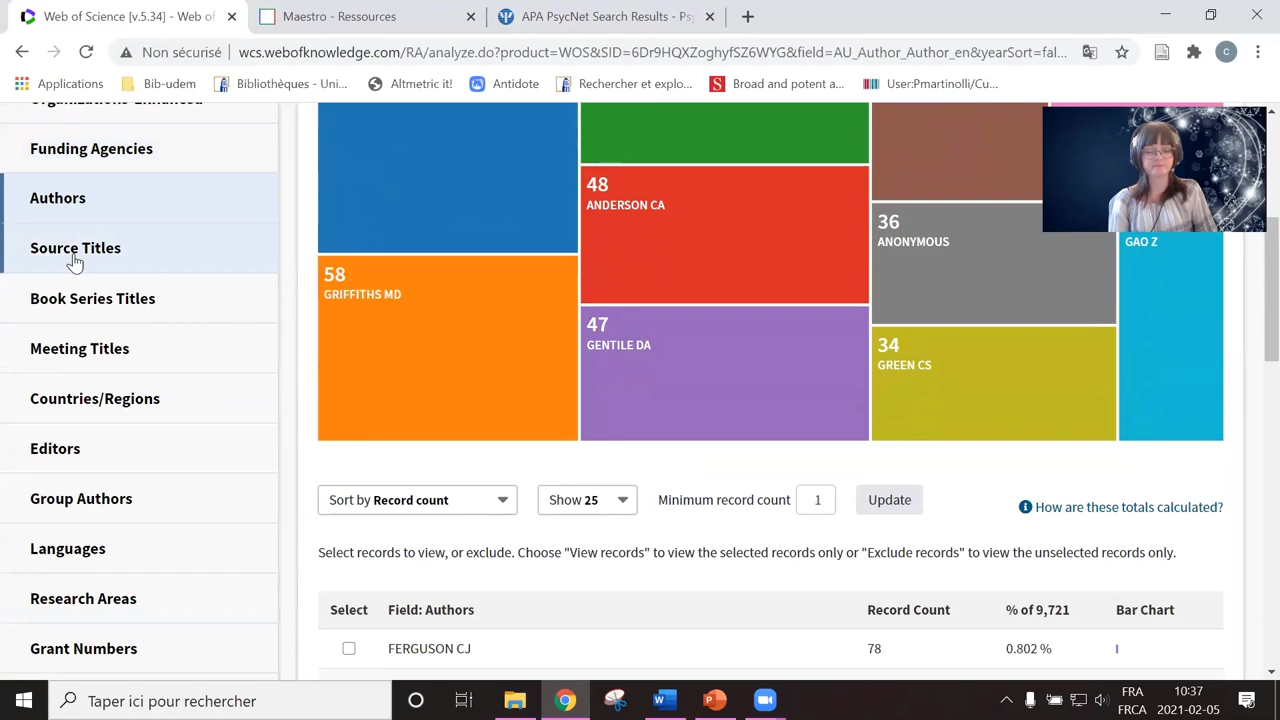 Web of Science [v.5.34] - Web of
Maestro - Ressources
APA PsycNet Search Results - Psy
Non sécurisé
wcs.webofknowledge.com/RA/analyze.do?product=WOS&SID=6Dr9HQXZoghyfSZ6WYG&field=AU_Author_Author_en&yearSort=fal...
Applications
Bib-udem
Bibliothèques - Uni...
Altmetric it!
Antidote
Rechercher et explo...
Broad and potent a...
User:Pmartinolli/Cu...
Organizations-Enhanced
Funding Agencies
Authors
Source Titles
Book Series Titles
Meeting Titles
Countries/Regions
Editors
Group Authors
Languages
Research Areas
Grant Numbers
58
GRIFFITHS MD
48
ANDERSON CA
47
GENTILE DA
36
ANONYMOUS
34
GREEN CS
GAO Z
Sort by Record count
Show 25
Minimum record count 1
Update
How are these totals calculated?
Select records to view, or exclude. Choose "View records" to view the selected records only or "Exclude records" to view the unselected records only.
Select Field: Authors Record Count % of 9,721 Bar Chart
FERGUSON CJ 78 0.802 %
Taper ici pour rechercher
FRA
FRCA
10:37
2021-02-05